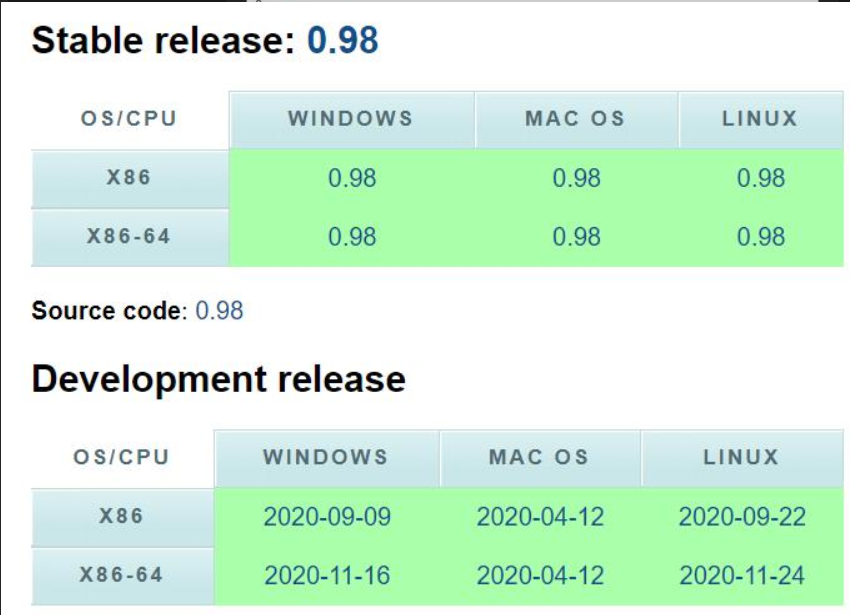 Stable release: 0.98
OS/CPU WINDOWS MAC OS LINUX
X86 0.98 0.98 0.98
X86-64 0.98 0.98 0.98
Source code: 0.98
Development release
OS/CPU WINDOWS MAC OS LINUX
X86 2020-09-09 2020-04-12 2020-09-22
X86-64 2020-11-16 2020-04-12 2020-11-24